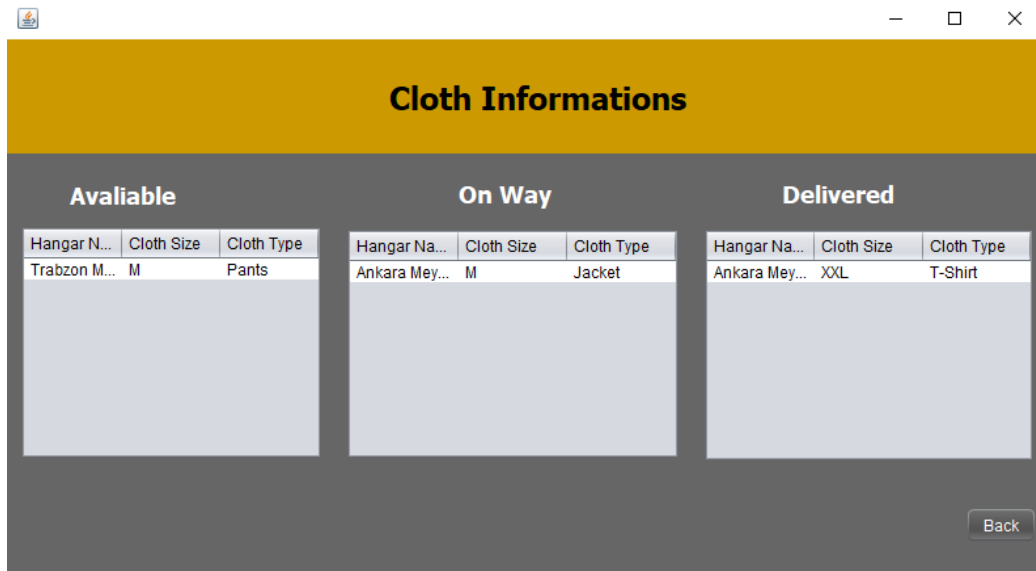 Cloth Informations
Avaliable
On Way
Delivered
Hangar N... Cloth Size Cloth Type
Trabzon M... M Pants
Hangar Na... Cloth Size Cloth Type
Ankara Mey... M Jacket
Hangar Na... Cloth Size Cloth Type
Ankara Mey... XXL T-Shirt
Back